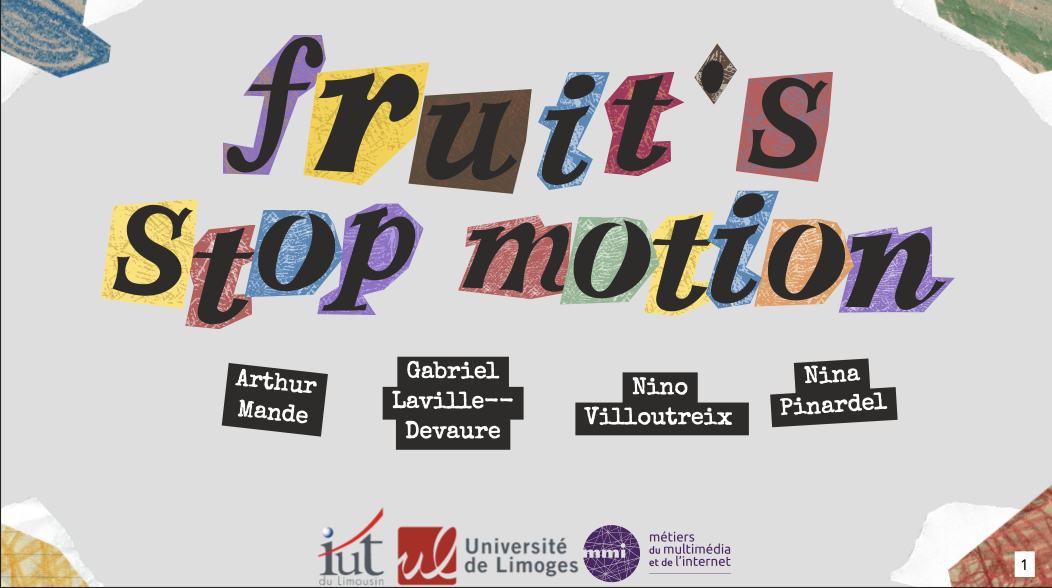 fruit's
Stop motion
Arthur
Mande
Gabriel
Laville--
Devaure
Nino
Villoutreix
Nina
Pinardel
iut
du Limousin
ul
Université
de Limoges
mmi
métiers
du multimédia
et de l'internet
1